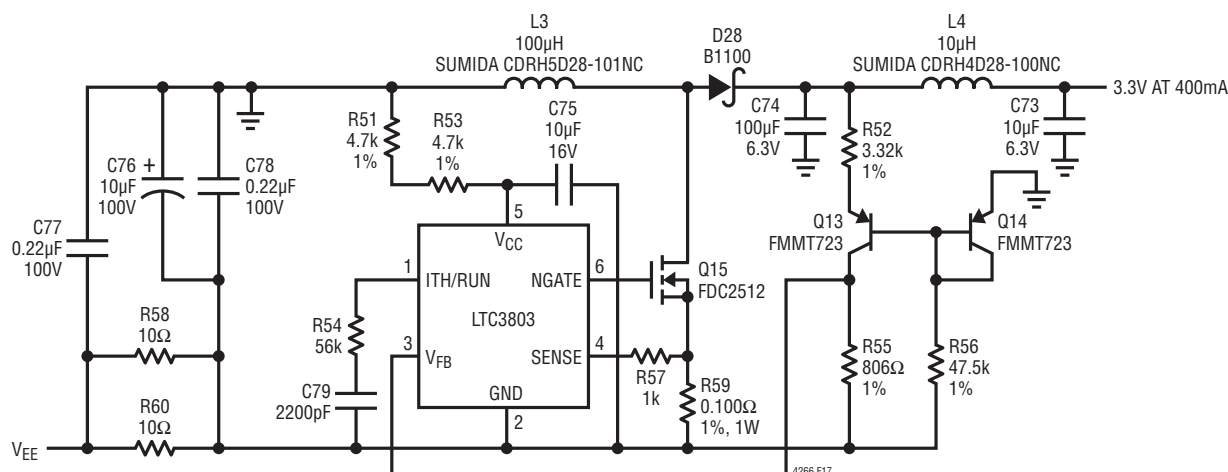 L3
100µH
SUMIDA CDRH5D28-101NC
D28
B1100
L4
10µH
SUMIDA CDRH4D28-100NC
3.3V AT 400mA
R51
4.7k
1%
R53
4.7k
1%
C75
10µF
16V
C74
100µF
6.3V
R52
3.32k
1%
C73
10µF
6.3V
C76
+
10µF
100V
C78
0.22µF
100V
C77
0.22µF
100V
5
VCC
1
ITH/RUN
NGATE
6
Q15
FDC2512
Q13
FMMT723
Q14
FMMT723
LTC3803
R54
56k
3
VFB
SENSE
4
R57
1k
R58
10Ω
C79
2200pF
GND
2
R59
0.100Ω
1%, 1W
R55
806Ω
1%
R56
47.5k
1%
R60
10Ω
VEE
4266 F17